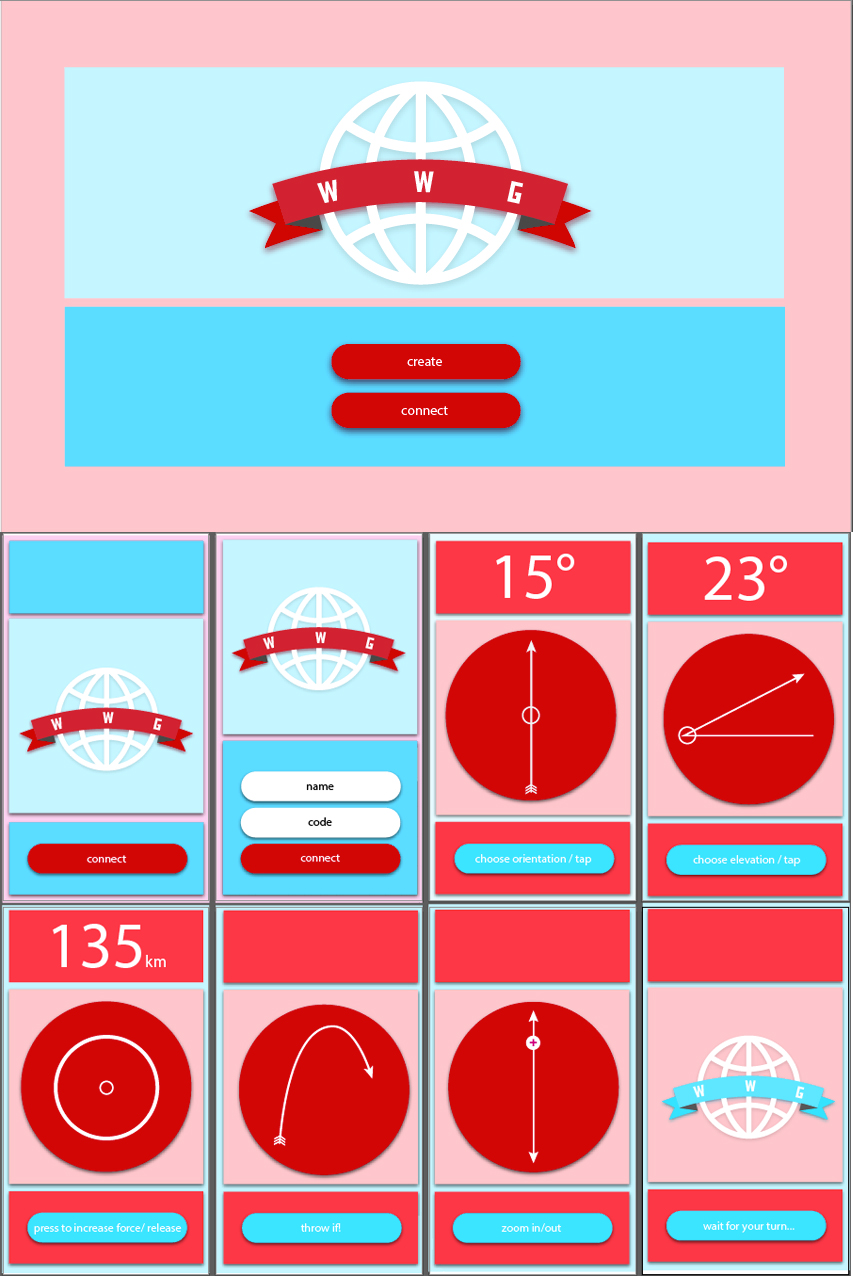 W W G
create
connect
W W G
connect
W W G
name
code
connect
15°
choose orientation / tap
23°
choose elevation / tap
135km
press to increase force/ release
throw if!
zoom in/out
W W G
wait for your turn...